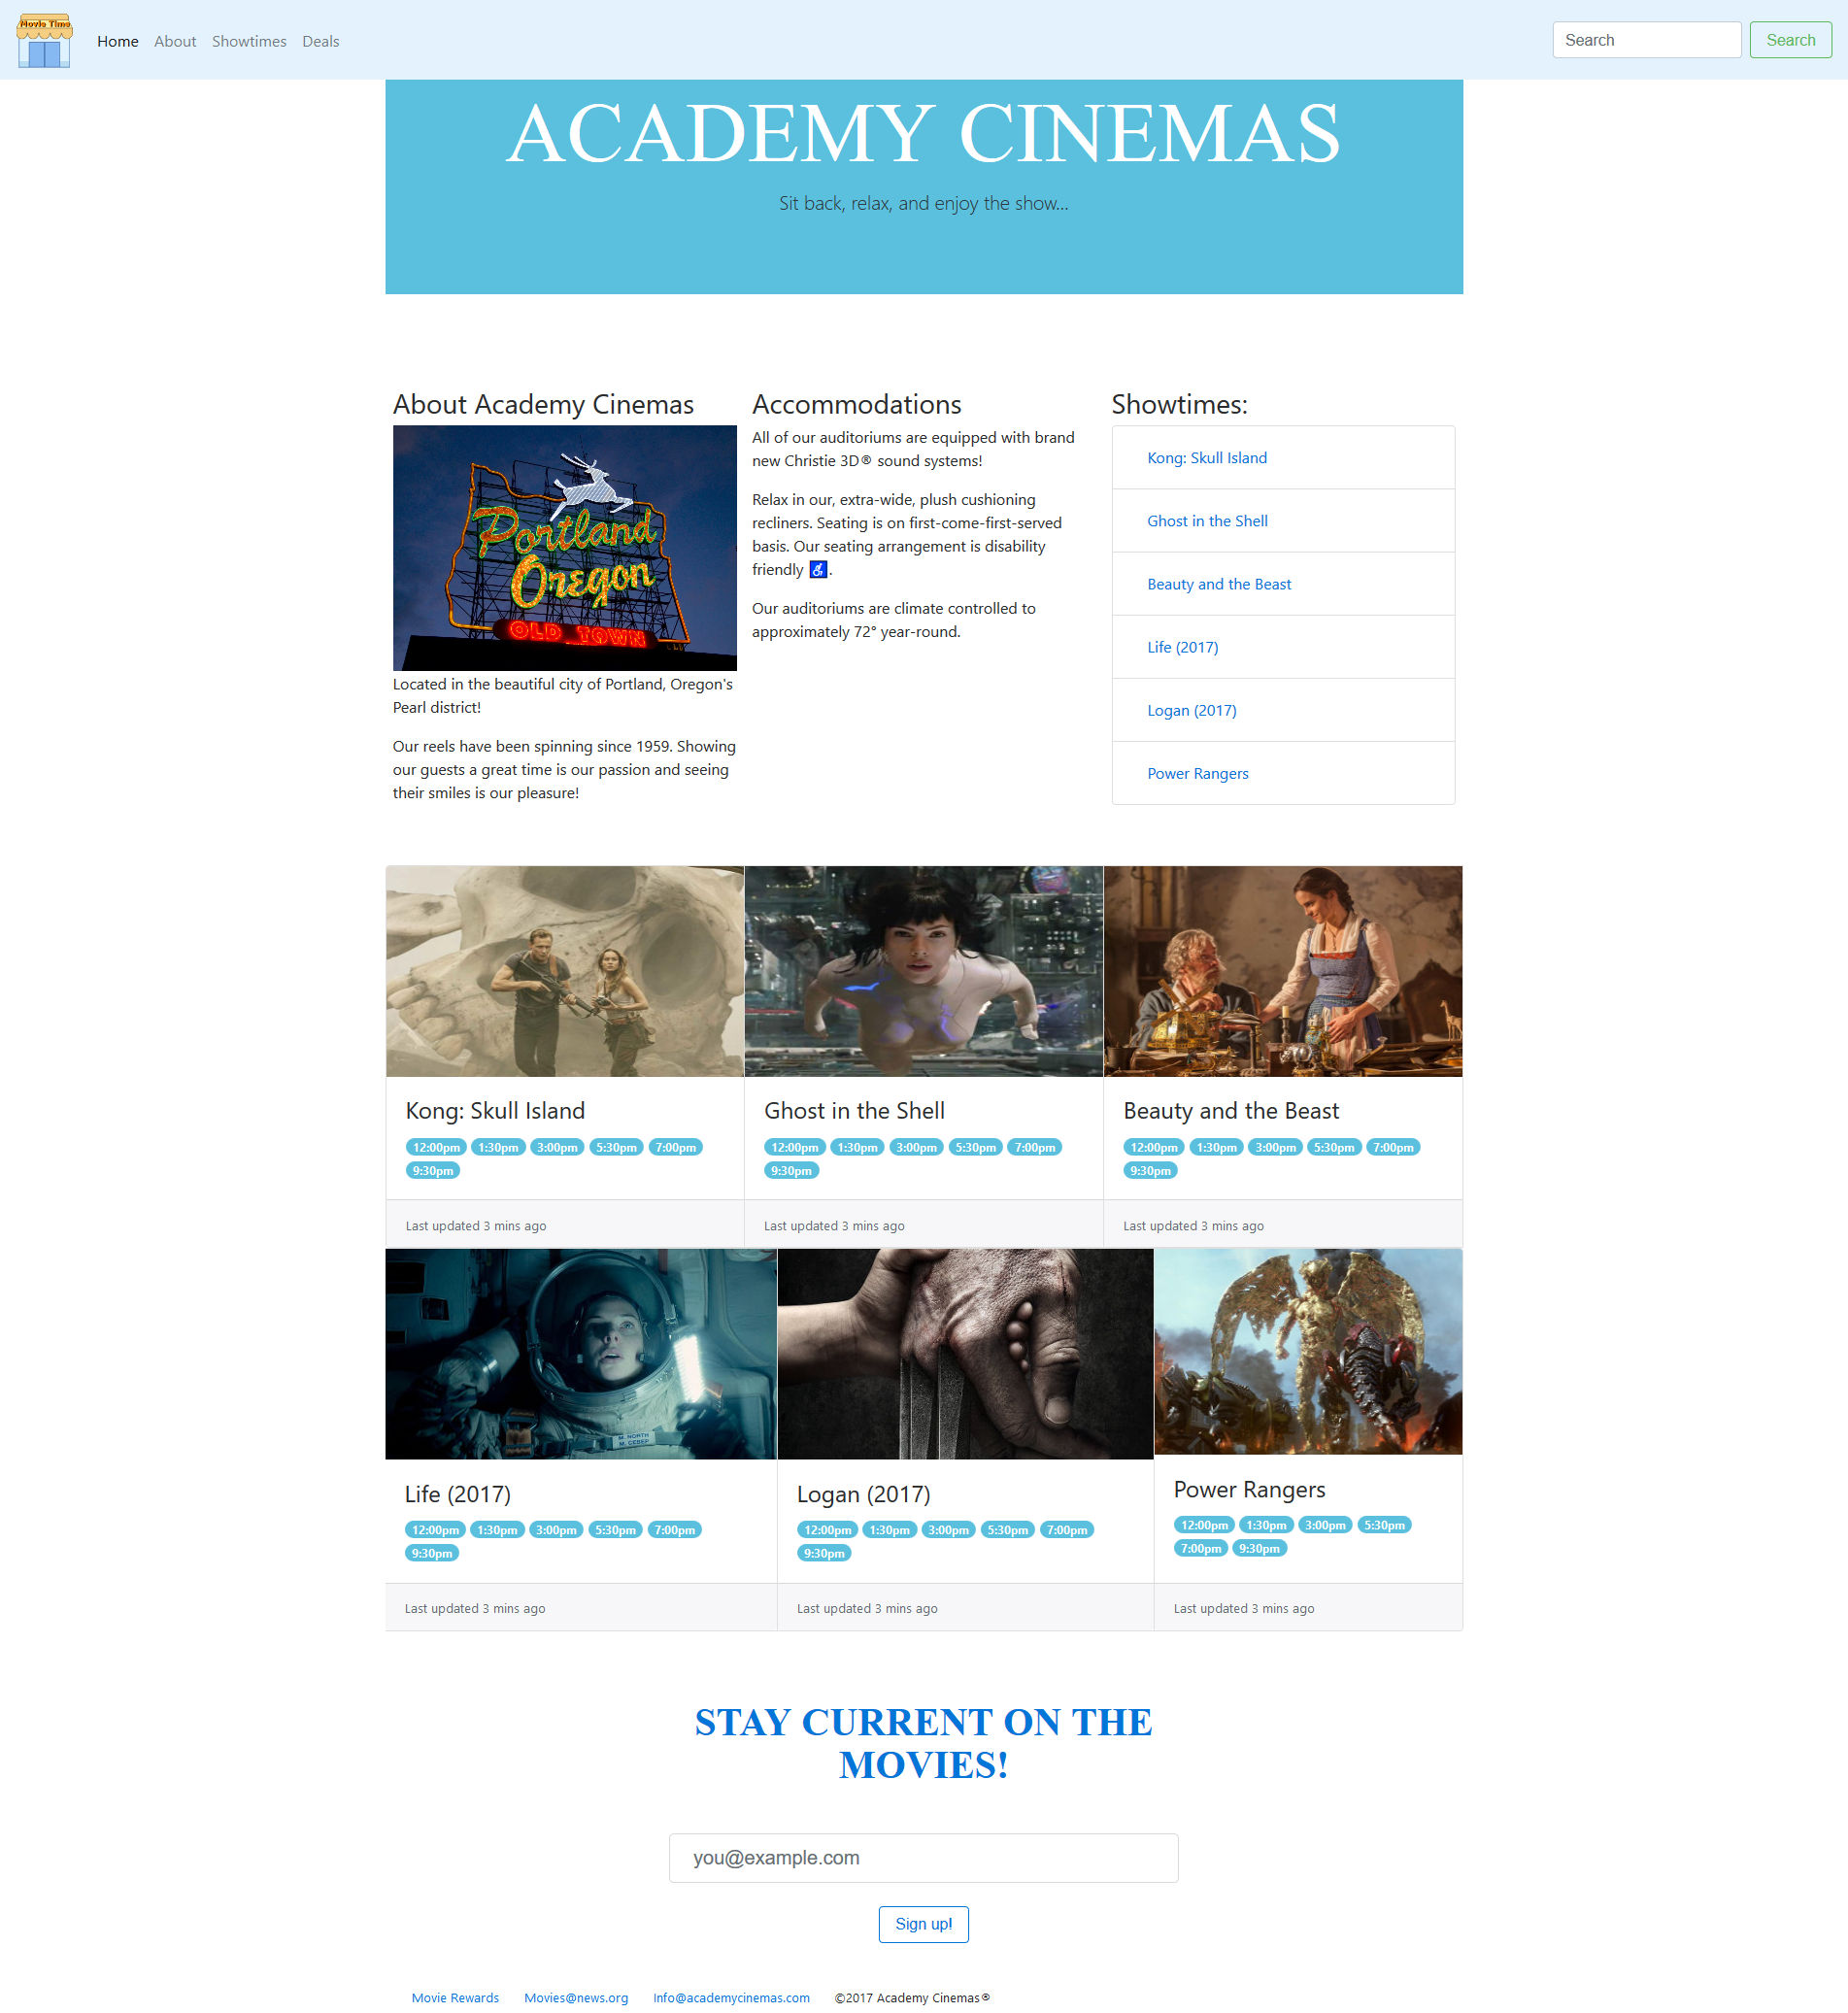 Movie Time
Home About Showtimes Deals
Search Search
ACADEMY CINEMAS
Sit back, relax, and enjoy the show...
About Academy Cinemas
Portland
Oregon
OLD TOWN
Located in the beautiful city of Portland, Oregon's
Pearl district!
Our reels have been spinning since 1959. Showing
our guests a great time is our passion and seeing
their smiles is our pleasure!
Accommodations
All of our auditoriums are equipped with brand
new Christie 3D® sound systems!
Relax in our, extra-wide, plush cushioning
recliners. Seating is on first-come-first-served
basis. Our seating arrangement is disability
friendly ♿.
Our auditoriums are climate controlled to
approximately 72° year-round.
Showtimes:
Kong: Skull Island
Ghost in the Shell
Beauty and the Beast
Life (2017)
Logan (2017)
Power Rangers
Kong: Skull Island
12:00pm 1:30pm 3:00pm 5:30pm 7:00pm
9:30pm
Last updated 3 mins ago
Ghost in the Shell
12:00pm 1:30pm 3:00pm 5:30pm 7:00pm
9:30pm
Last updated 3 mins ago
Beauty and the Beast
12:00pm 1:30pm 3:00pm 5:30pm 7:00pm
9:30pm
Last updated 3 mins ago
M. NORTH
М. СЕВЕР
Life (2017)
12:00pm 1:30pm 3:00pm 5:30pm 7:00pm
9:30pm
Last updated 3 mins ago
Logan (2017)
12:00pm 1:30pm 3:00pm 5:30pm 7:00pm
9:30pm
Last updated 3 mins ago
Power Rangers
12:00pm 1:30pm 3:00pm 5:30pm
7:00pm 9:30pm
Last updated 3 mins ago
STAY CURRENT ON THE
MOVIES!
you@example.com
Sign up!
Movie Rewards Movies@news.org Info@academycinemas.com ©2017 Academy Cinemas®